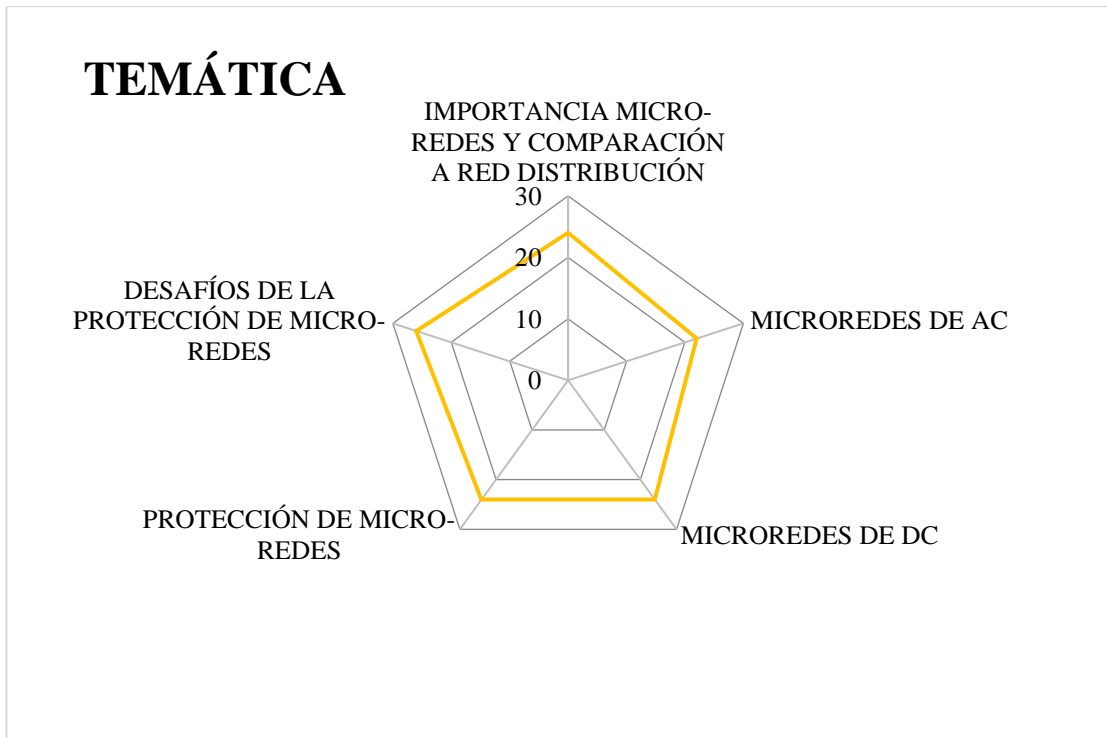 TEMÁTICA
IMPORTANCIA MICRO-
REDES Y COMPARACIÓN
A RED DISTRIBUCIÓN
30
20
10
0
MICROREDES DE AC
MICROREDES DE DC
PROTECCIÓN DE MICRO-
REDES
DESAFÍOS DE LA
PROTECCIÓN DE MICRO-
REDES